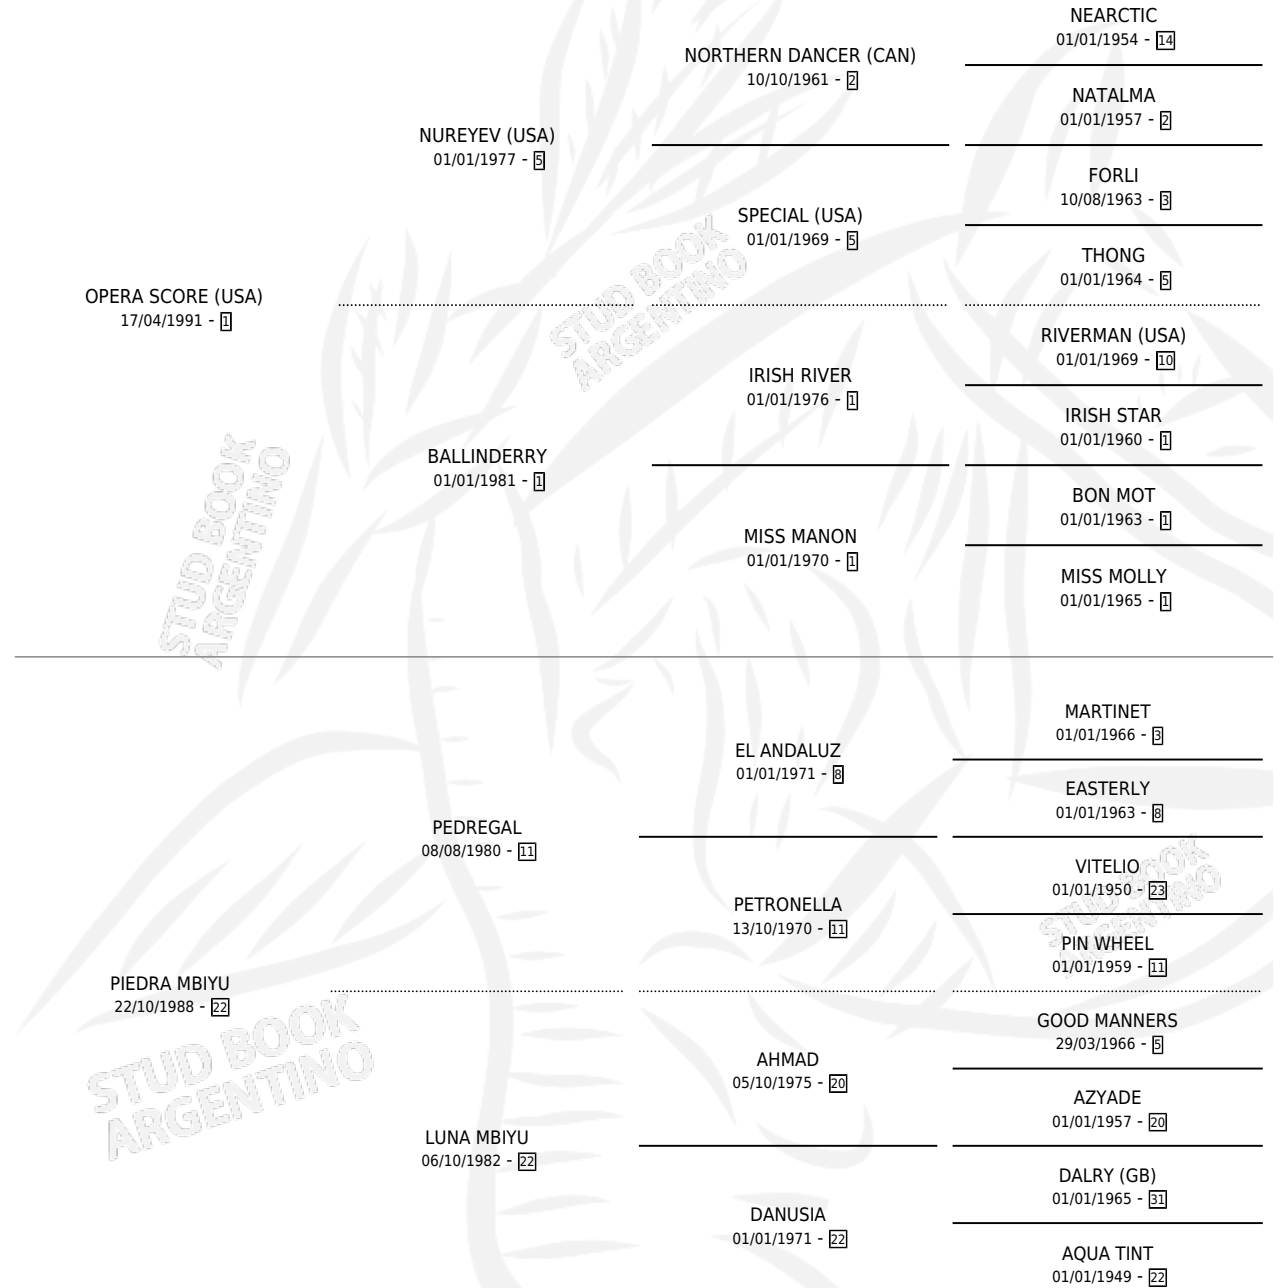 NEARCTIC
01/01/1954 - 14
NORTHERN DANCER (CAN)
10/10/1961 - 2
NATALMA
01/01/1957 - 2
NUREYEV (USA)
01/01/1977 - 5
FORLI
10/08/1963 - 3
SPECIAL (USA)
01/01/1969 - 5
THONG
01/01/1964 - 5
OPERA SCORE (USA)
17/04/1991 - 1
RIVERMAN (USA)
01/01/1969 - 10
IRISH RIVER
01/01/1976 - 1
IRISH STAR
01/01/1960 - 1
BALLINDERRY
01/01/1981 - 1
BON MOT
01/01/1963 - 1
MISS MANON
01/01/1970 - 1
MISS MOLLY
01/01/1965 - 1
MARTINET
01/01/1966 - 3
EL ANDALUZ
01/01/1971 - 8
EASTERLY
01/01/1963 - 8
PEDREGAL
08/08/1980 - 11
VITELIO
01/01/1950 - 23
PETRONELLA
13/10/1970 - 11
PIN WHEEL
01/01/1959 - 11
PIEDRA MBIYU
22/10/1988 - 22
GOOD MANNERS
29/03/1966 - 5
AHMAD
05/10/1975 - 20
AZYADE
01/01/1957 - 20
LUNA MBIYU
06/10/1982 - 22
DALRY (GB)
01/01/1965 - 31
DANUSIA
01/01/1971 - 22
AQUA TINT
01/01/1949 - 22
STUD BOOK
ARGENTINO
STUD BOOK
ARGENTINO
STUD BOOK
ARGENTINO
STUD BOOK
ARGENTINO